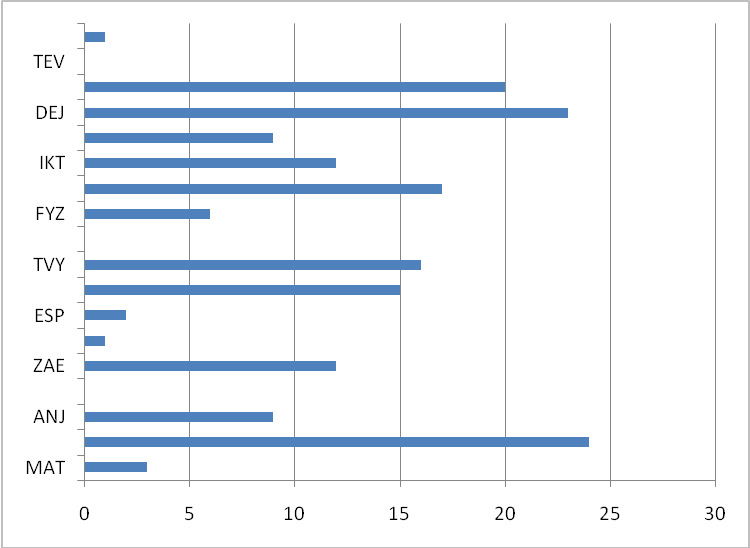 TEV
DEJ
IKT
FYZ
TVY
ESP
ZAE
ANJ
MAT
0 5 10 15 20 25 30